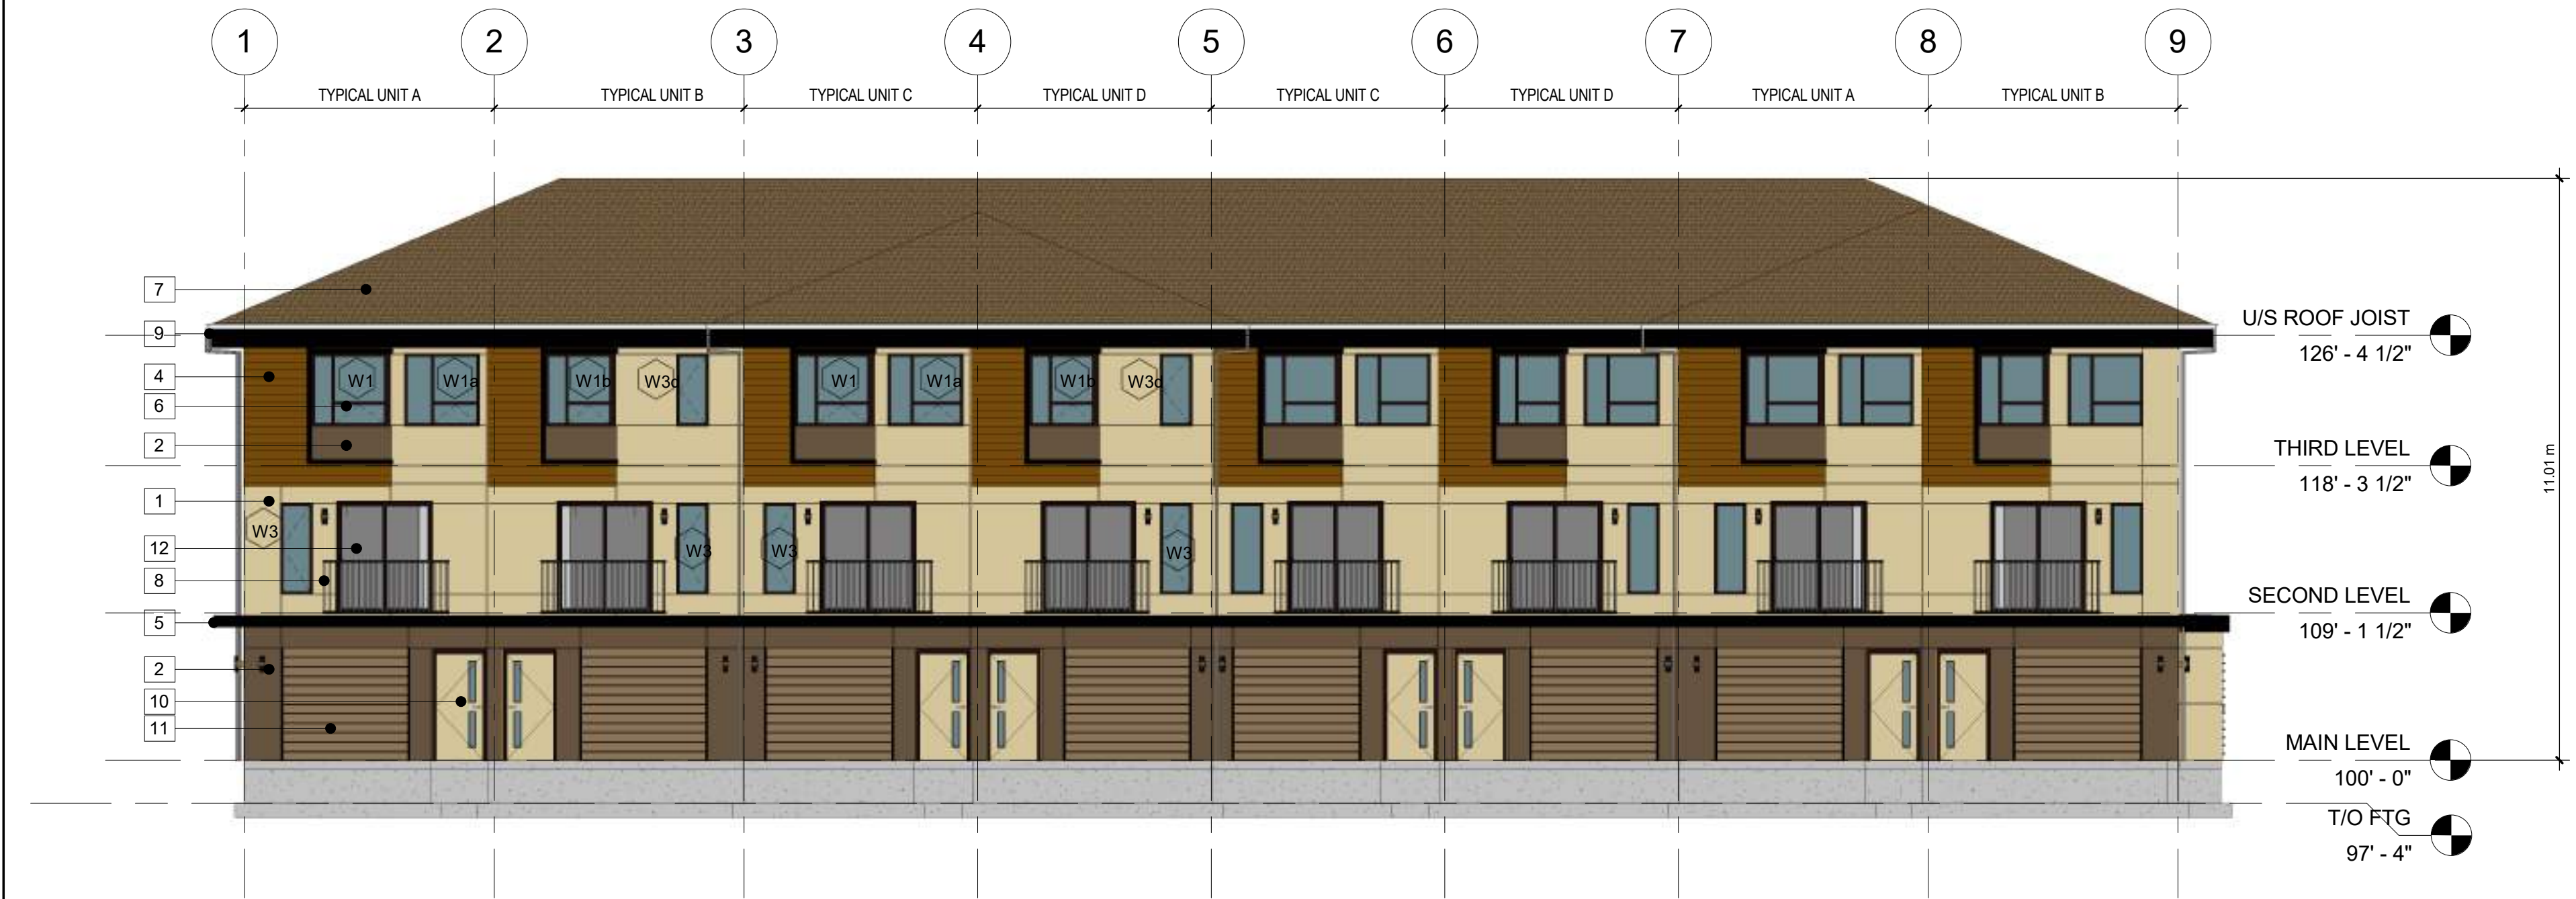 1 2 3 4 5 6 7 8 9
TYPICAL UNIT A TYPICAL UNIT B TYPICAL UNIT C TYPICAL UNIT D TYPICAL UNIT C TYPICAL UNIT D TYPICAL UNIT A TYPICAL UNIT B
7
9
U/S ROOF JOIST
126' - 4 1/2"
4
W1 W1a W1b W3c W1 W1a W1b W3c
6
2
THIRD LEVEL
118' - 3 1/2"
11.01 m
1
W3
12
W3 W3 W3
8
SECOND LEVEL
109' - 1 1/2"
5
2
10
11
MAIN LEVEL
100' - 0"
T/O FTG
97' - 4"